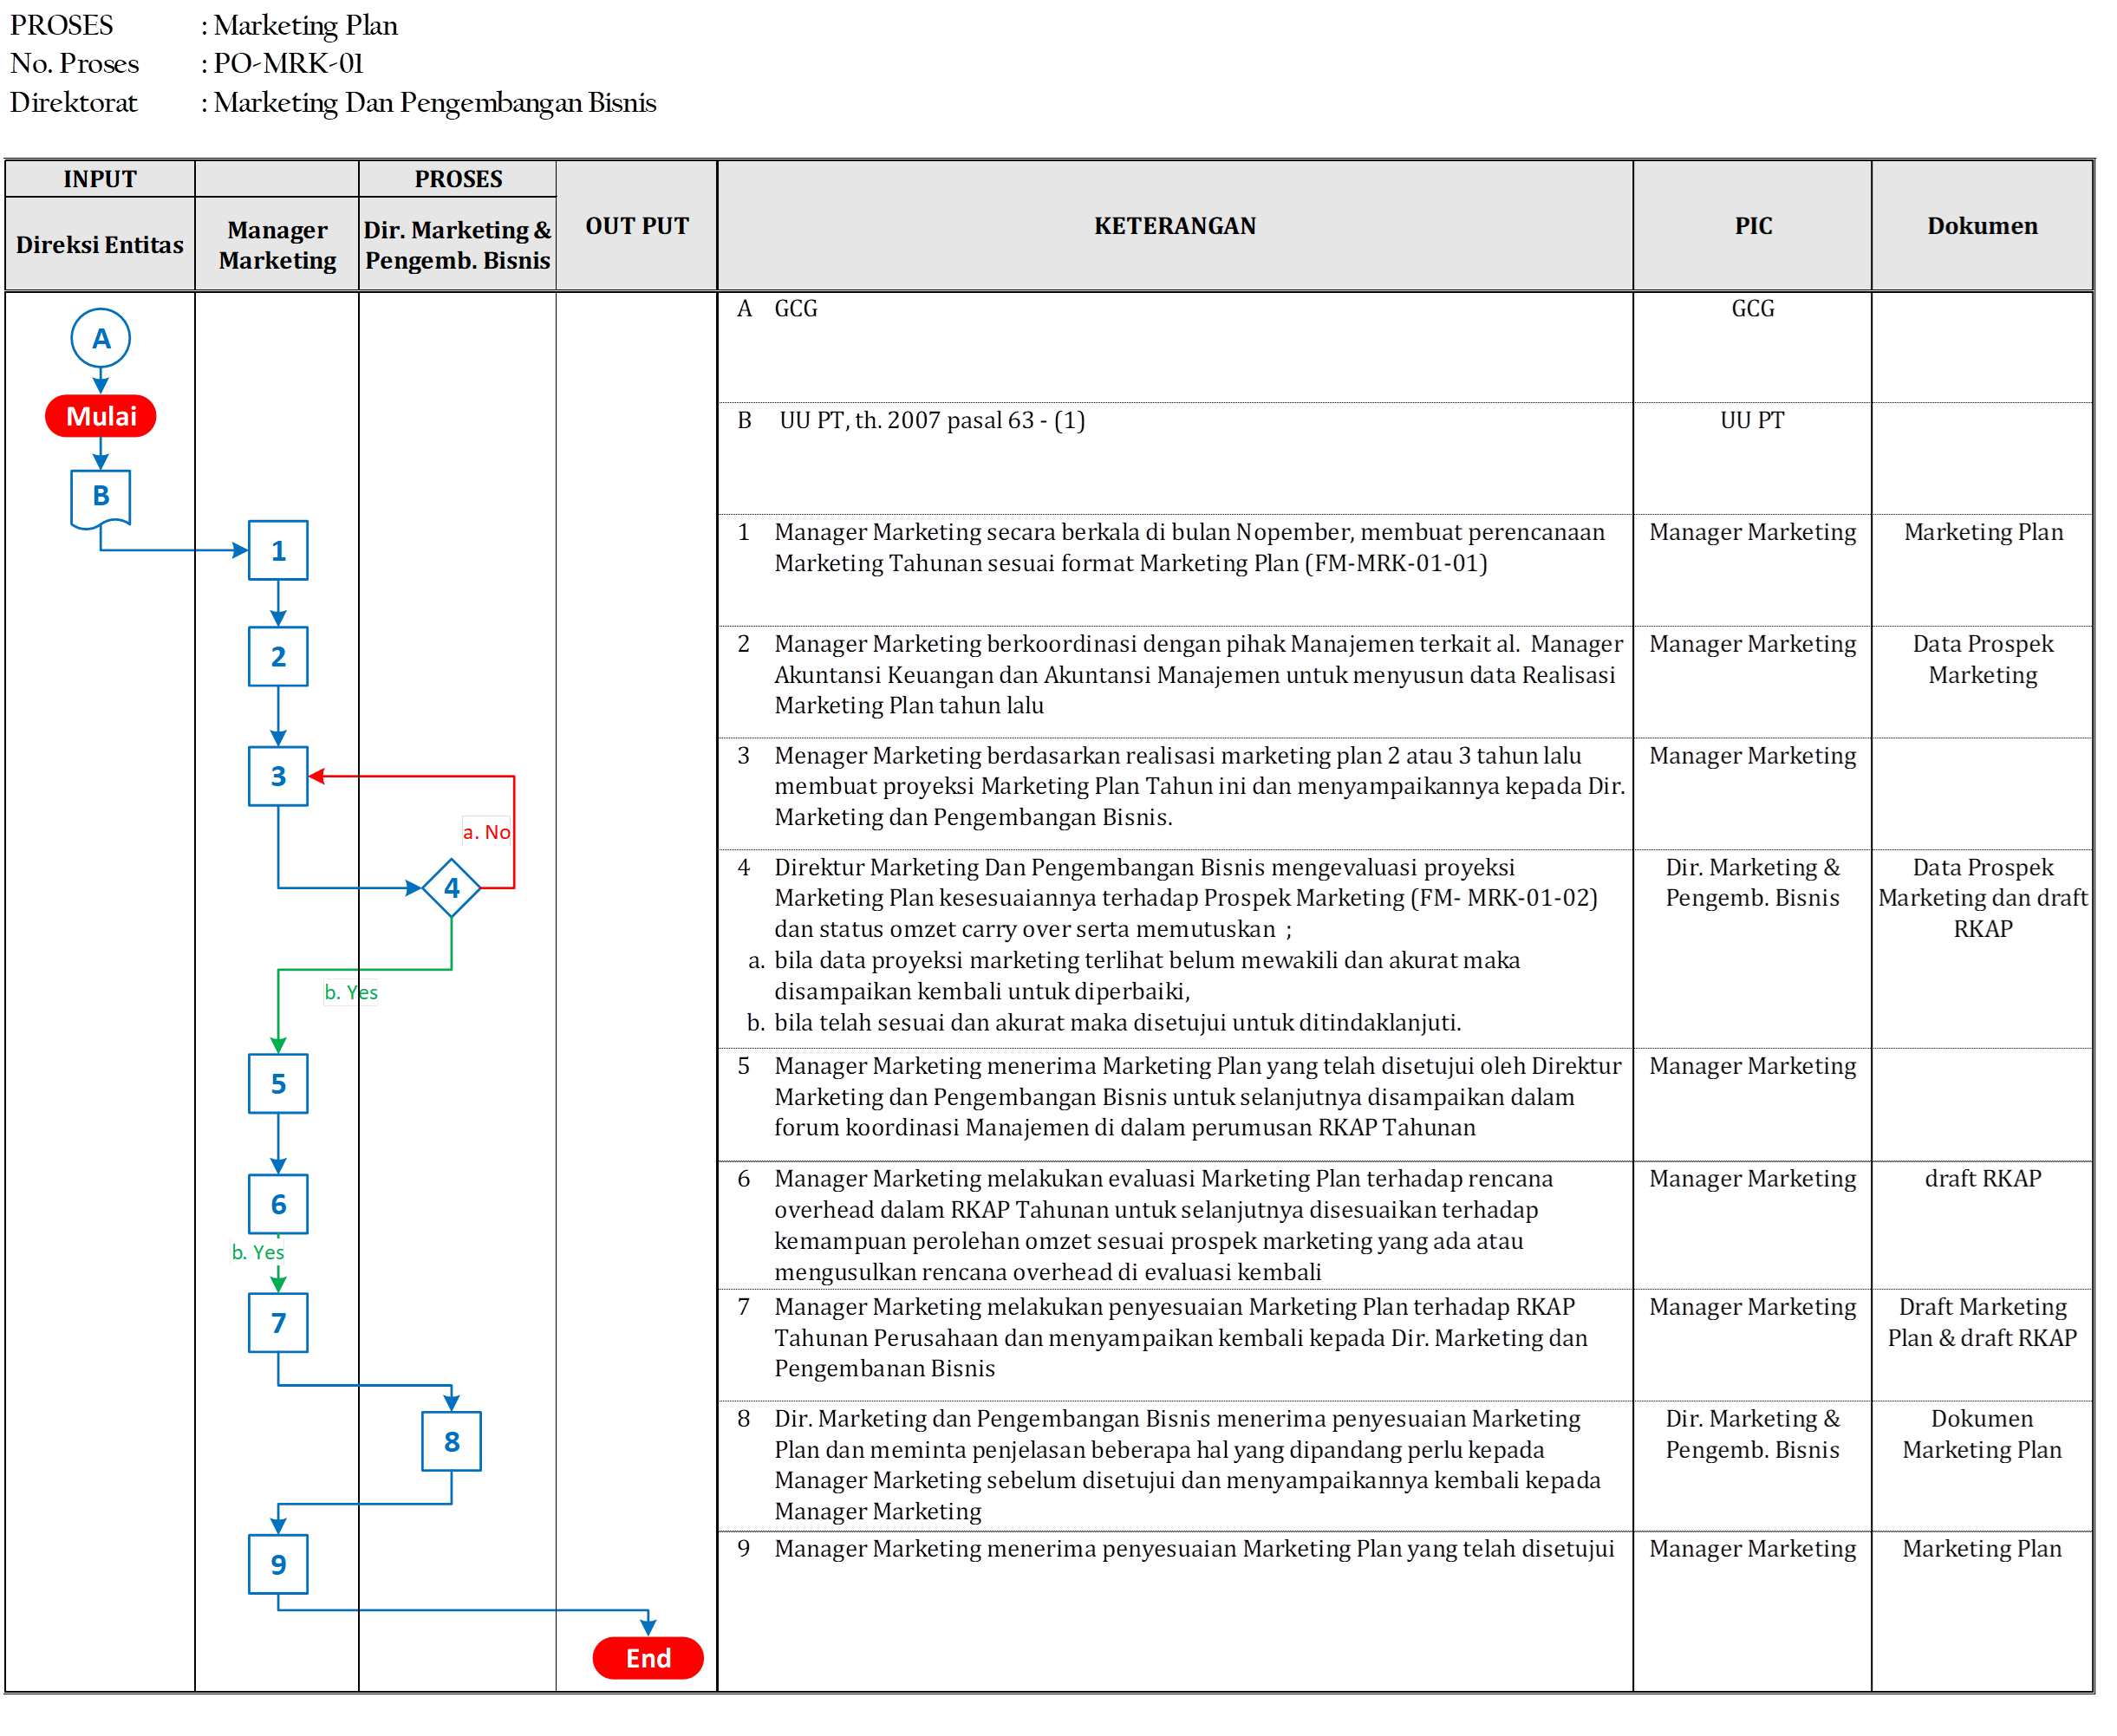 PROSES : Marketing Plan
No. Proses : PO-MRK-01
Direktorat : Marketing Dan Pengembangan Bisnis
INPUT PROSES OUT PUT KETERANGAN PIC Dokumen
Direksi Entitas
Manager
Marketing
Dir. Marketing &
Pengemb. Bisnis
A
Mulai
B
1
2
3
a. No
4
b. Yes
5
6
b. Yes
7
8
9
End
A GCG GCG
B UU PT, th. 2007 pasal 63 - (1) UU PT
1 Manager Marketing secara berkala di bulan Nopember, membuat perencanaan Manager Marketing Marketing Plan
Marketing Tahunan sesuai format Marketing Plan (FM-MRK-01-01)
2 Manager Marketing berkoordinasi dengan pihak Manajemen terkait al. Manager Manager Marketing Data Prospek
Akuntansi Keuangan dan Akuntansi Manajemen untuk menyusun data Realisasi Marketing
Marketing Plan tahun lalu
3 Menager Marketing berdasarkan realisasi marketing plan 2 atau 3 tahun lalu Manager Marketing
membuat proyeksi Marketing Plan Tahun ini dan menyampaikannya kepada Dir.
Marketing dan Pengembangan Bisnis.
4 Direktur Marketing Dan Pengembangan Bisnis mengevaluasi proyeksi Dir. Marketing & Data Prospek
Marketing Plan kesesuaiannya terhadap Prospek Marketing (FM- MRK-01-02) Pengemb. Bisnis Marketing dan draft
dan status omzet carry over serta memutuskan ; RKAP
a. bila data proyeksi marketing terlihat belum mewakili dan akurat maka
disampaikan kembali untuk diperbaiki,
b. bila telah sesuai dan akurat maka disetujui untuk ditindaklanjuti.
5 Manager Marketing menerima Marketing Plan yang telah disetujui oleh Direktur Manager Marketing
Marketing dan Pengembangan Bisnis untuk selanjutnya disampaikan dalam
forum koordinasi Manajemen di dalam perumusan RKAP Tahunan
6 Manager Marketing melakukan evaluasi Marketing Plan terhadap rencana Manager Marketing draft RKAP
overhead dalam RKAP Tahunan untuk selanjutnya disesuaikan terhadap
kemampuan perolehan omzet sesuai prospek marketing yang ada atau
mengusulkan rencana overhead di evaluasi kembali
7 Manager Marketing melakukan penyesuaian Marketing Plan terhadap RKAP Manager Marketing Draft Marketing
Tahunan Perusahaan dan menyampaikan kembali kepada Dir. Marketing dan Plan & draft RKAP
Pengembanan Bisnis
8 Dir. Marketing dan Pengembangan Bisnis menerima penyesuaian Marketing Dir. Marketing & Dokumen
Plan dan meminta penjelasan beberapa hal yang dipandang perlu kepada Pengemb. Bisnis Marketing Plan
Manager Marketing sebelum disetujui dan menyampaikannya kembali kepada
Manager Marketing
9 Manager Marketing menerima penyesuaian Marketing Plan yang telah disetujui Manager Marketing Marketing Plan